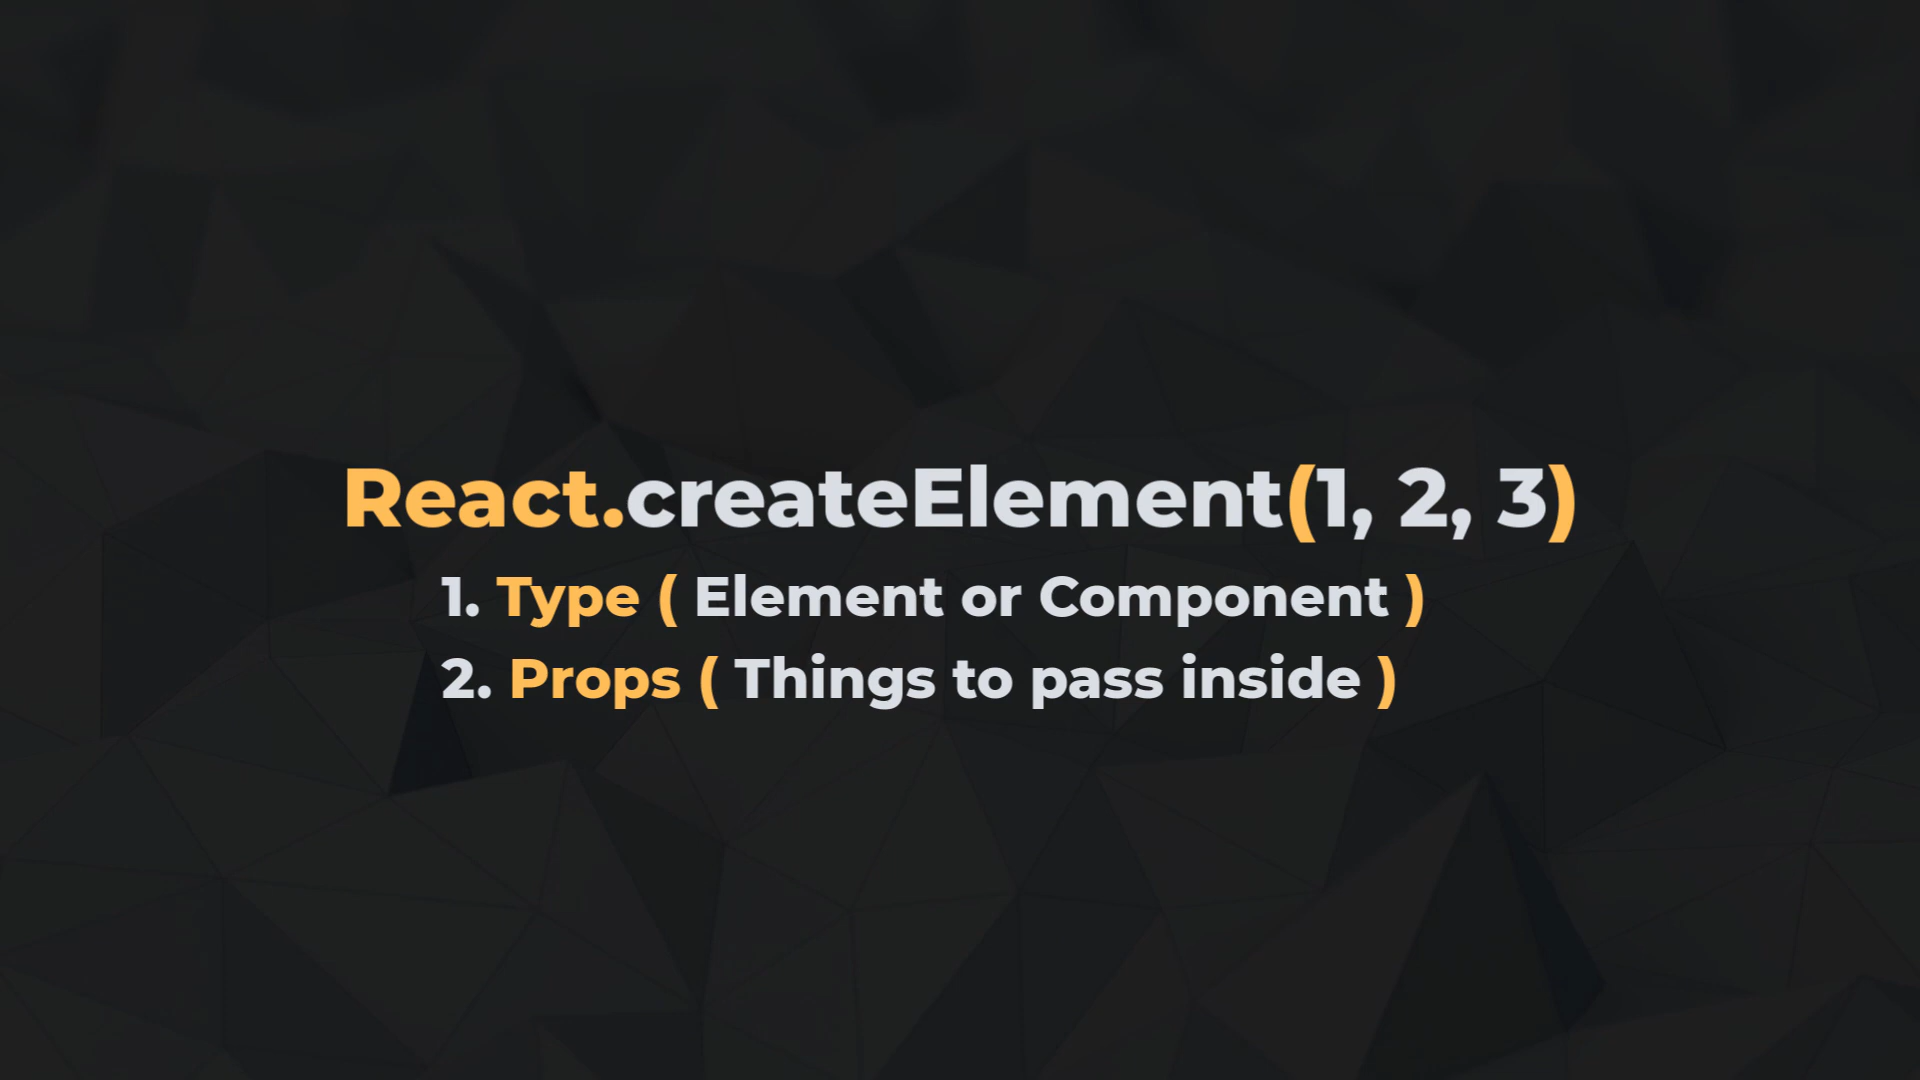 React.createElement(1, 2, 3)
1. Type ( Element or Component )
2. Props ( Things to pass inside )